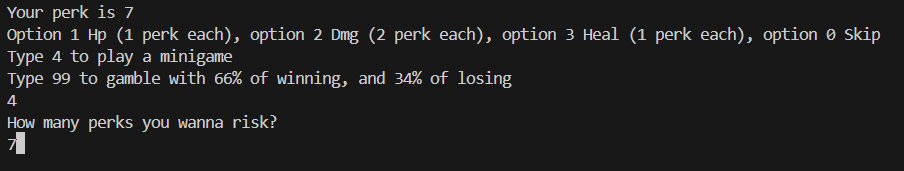 Your perk is 7
Option 1 Hp (1 perk each), option 2 Dmg (2 perk each), option 3 Heal (1 perk each), option 0 Skip
Type 4 to play a minigame
Type 99 to gamble with 66% of winning, and 34% of losing
4
How many perks you wanna risk?
7